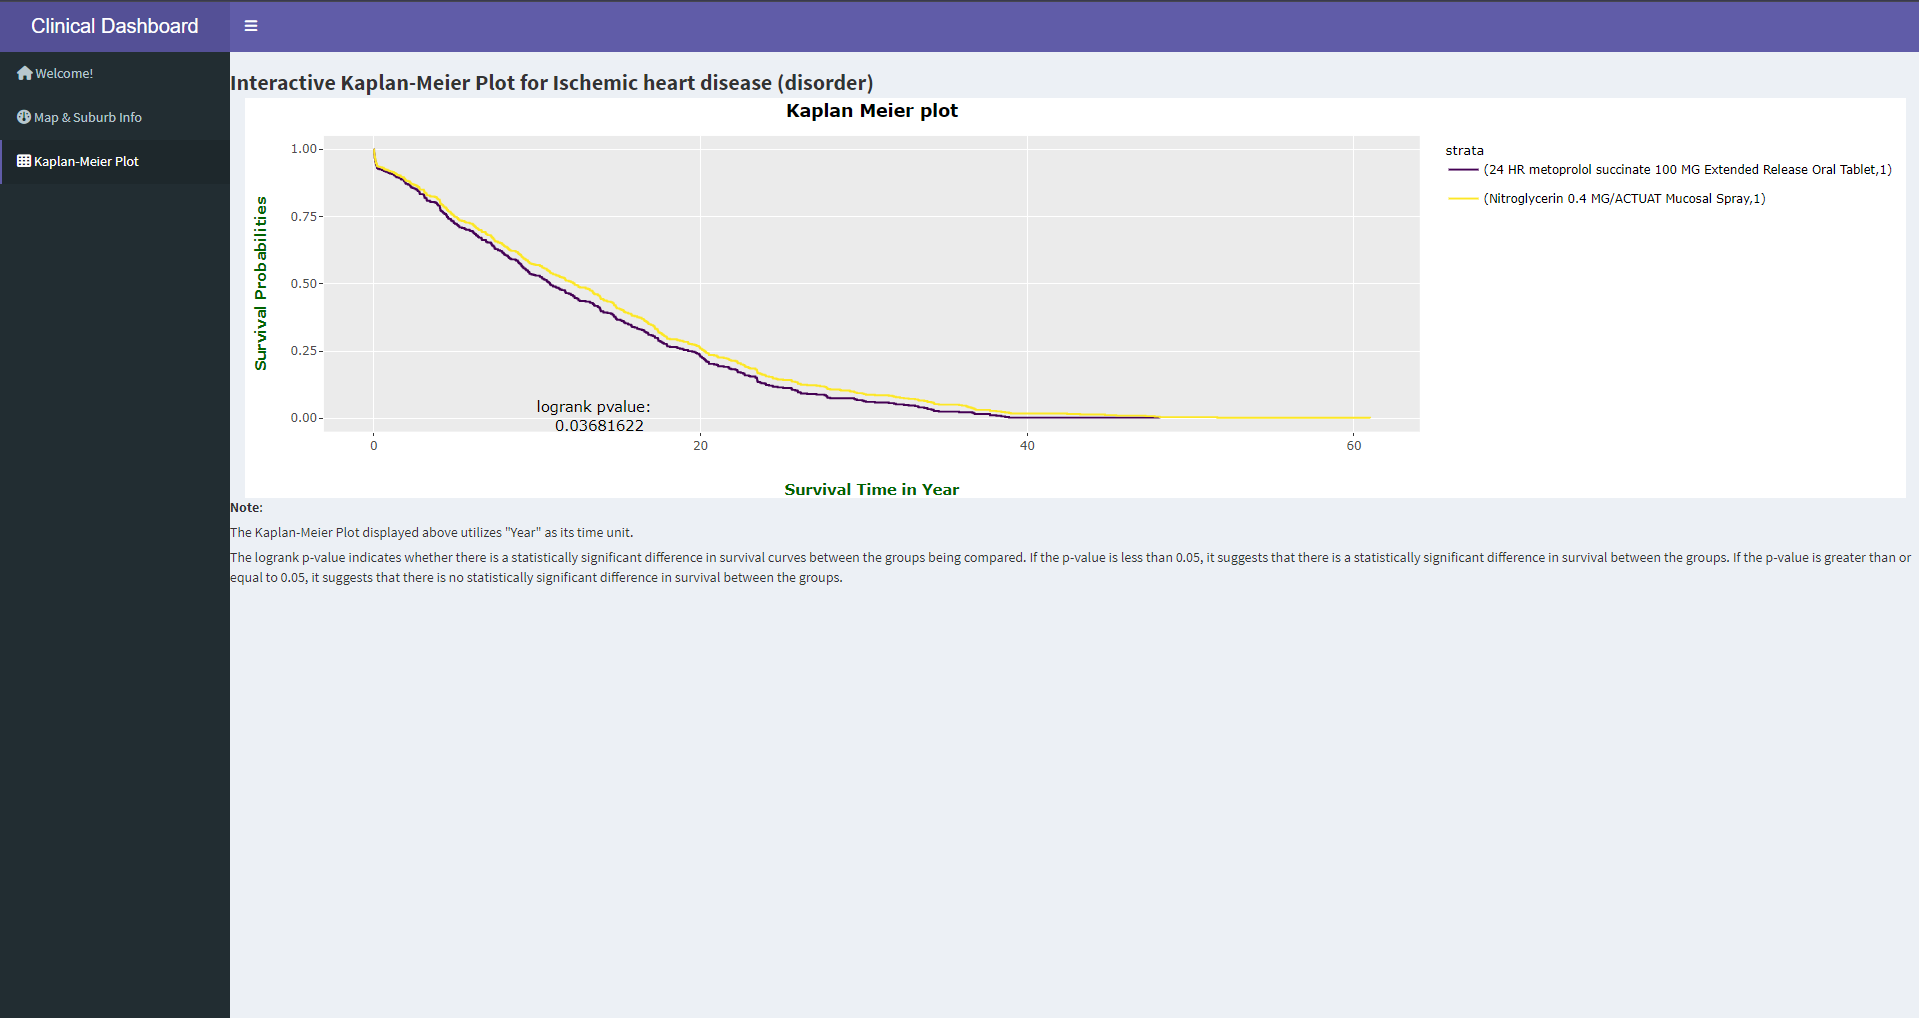 Clinical Dashboard
Welcome!
Map & Suburb Info
Kaplan-Meier Plot
Interactive Kaplan-Meier Plot for Ischemic heart disease (disorder)
Kaplan Meier plot
1.00
0.75
0.50
0.25
0.00
Survival Probabilities
logrank pvalue:
0.03681622
0
20
40
60
Survival Time in Year
strata
(24 HR metoprolol succinate 100 MG Extended Release Oral Tablet,1)
(Nitroglycerin 0.4 MG/ACTUAT Mucosal Spray,1)
Note:
The Kaplan-Meier Plot displayed above utilizes "Year" as its time unit.
The logrank p-value indicates whether there is a statistically significant difference in survival curves between the groups being compared. If the p-value is less than 0.05, it suggests that there is a statistically significant difference in survival between the groups. If the p-value is greater than or
equal to 0.05, it suggests that there is no statistically significant difference in survival between the groups.